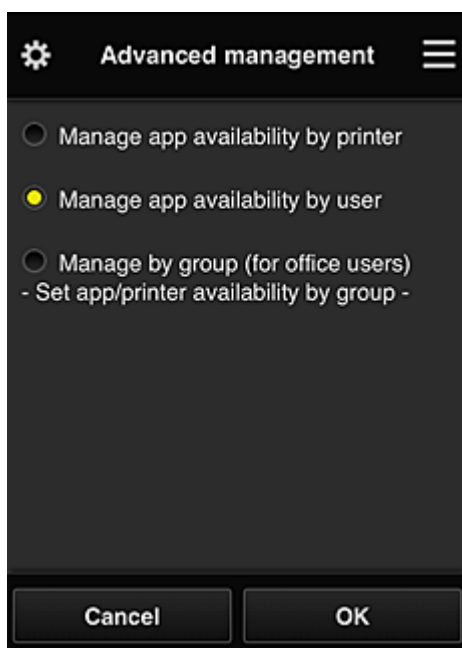 Advanced management
Manage app availability by printer
Manage app availability by user
Manage by group (for office users)
- Set app/printer availability by group -
Cancel
OK